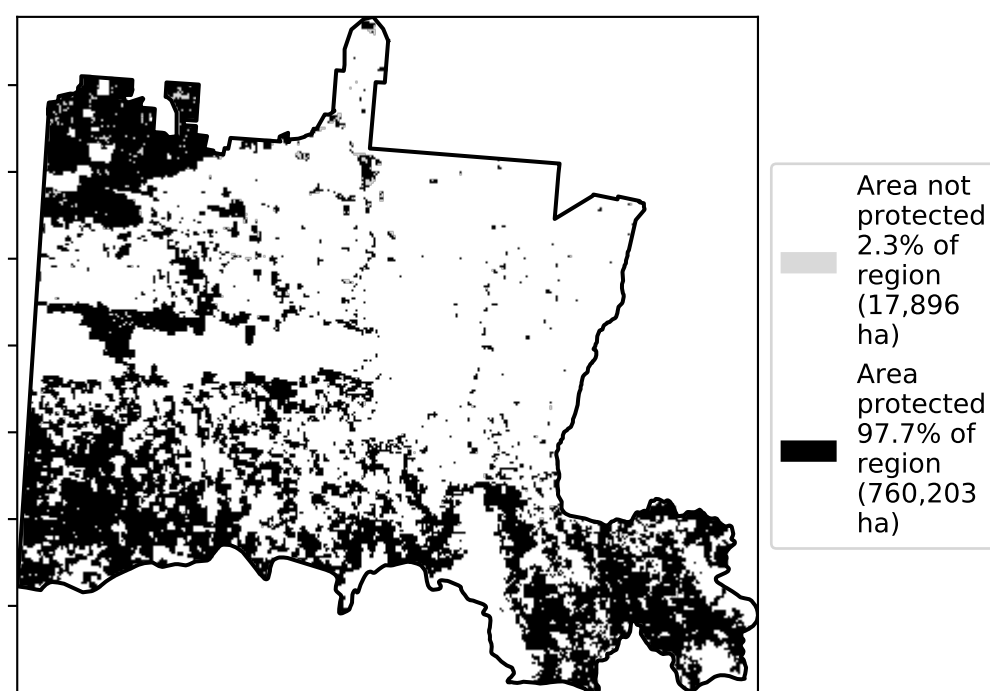 Area not
protected
2.3% of
region
(17,896
ha)
Area
protected
97.7% of
region
(760,203
ha)